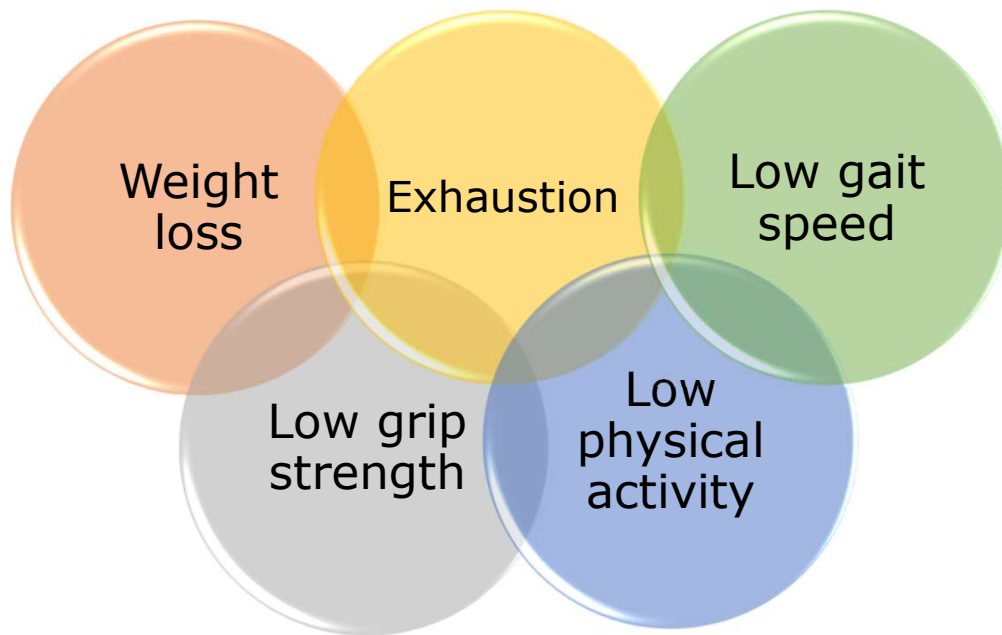 Weight
loss
Exhaustion
Low gait
speed
Low grip
strength
Low
physical
activity